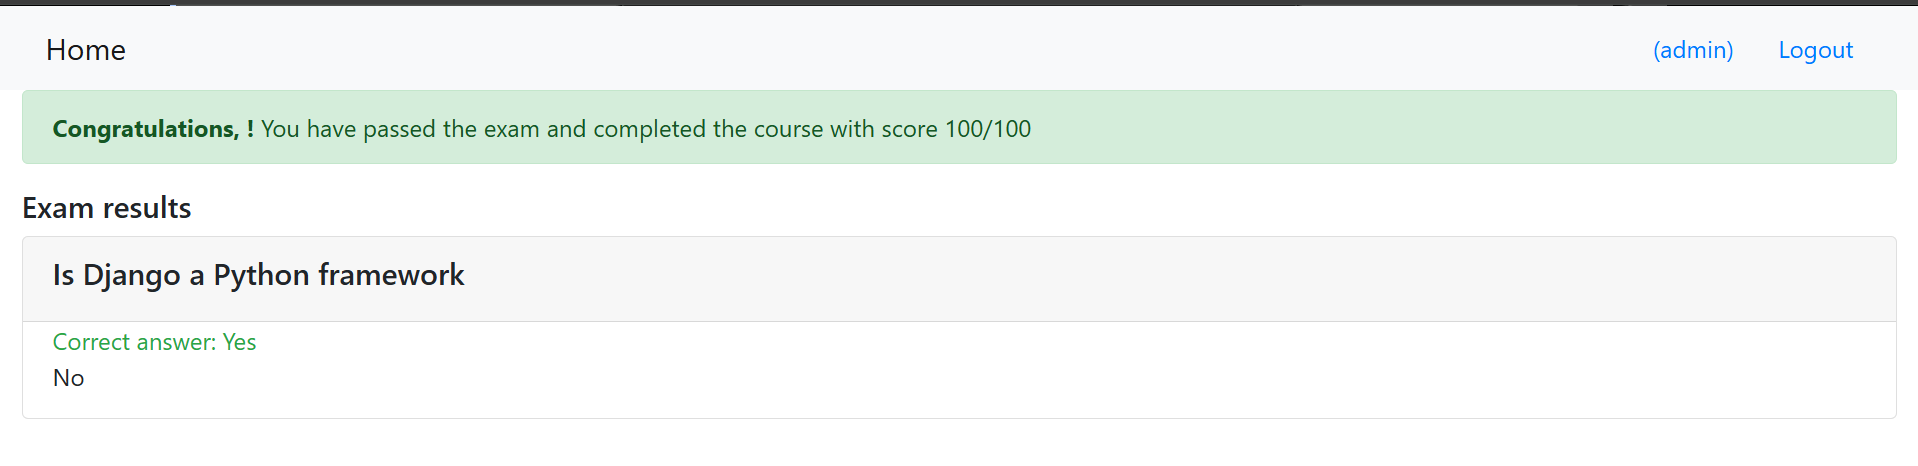 Home (admin) Logout
Congratulations, ! You have passed the exam and completed the course with score 100/100
Exam results
Is Django a Python framework
Correct answer: Yes
No